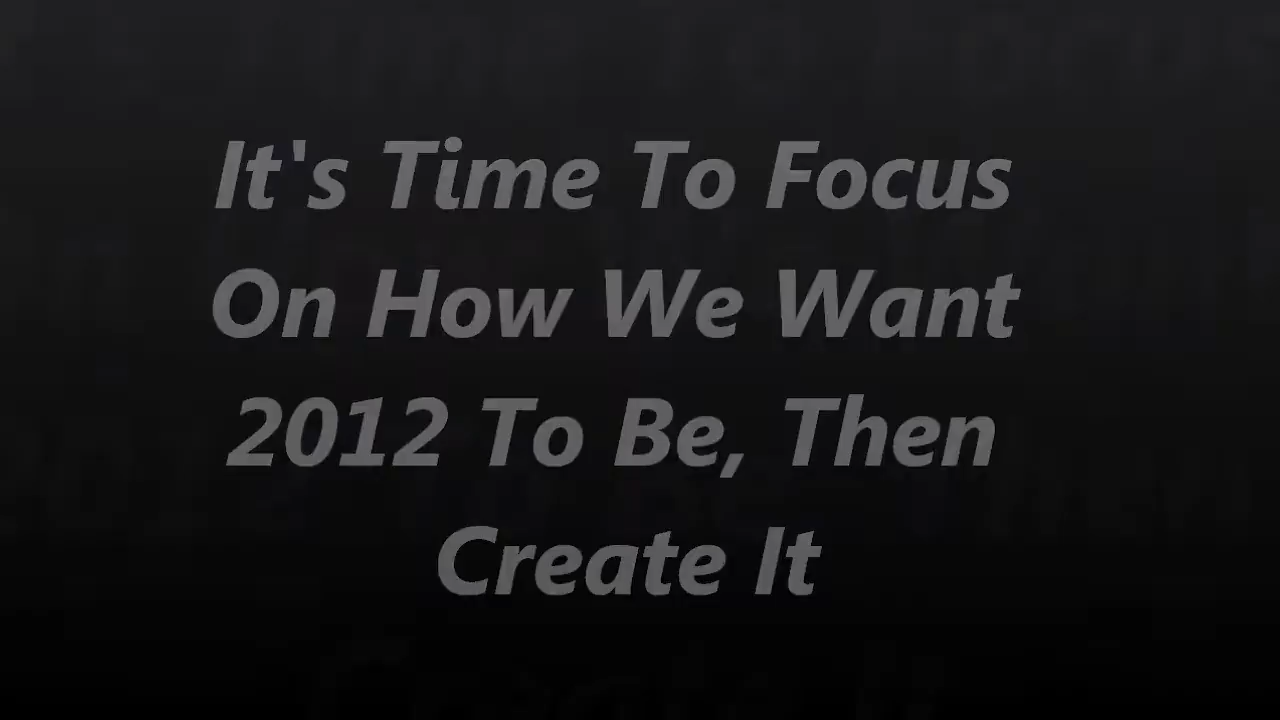 It's Time To Focus
On How We Want
2012 To Be, Then
Create It